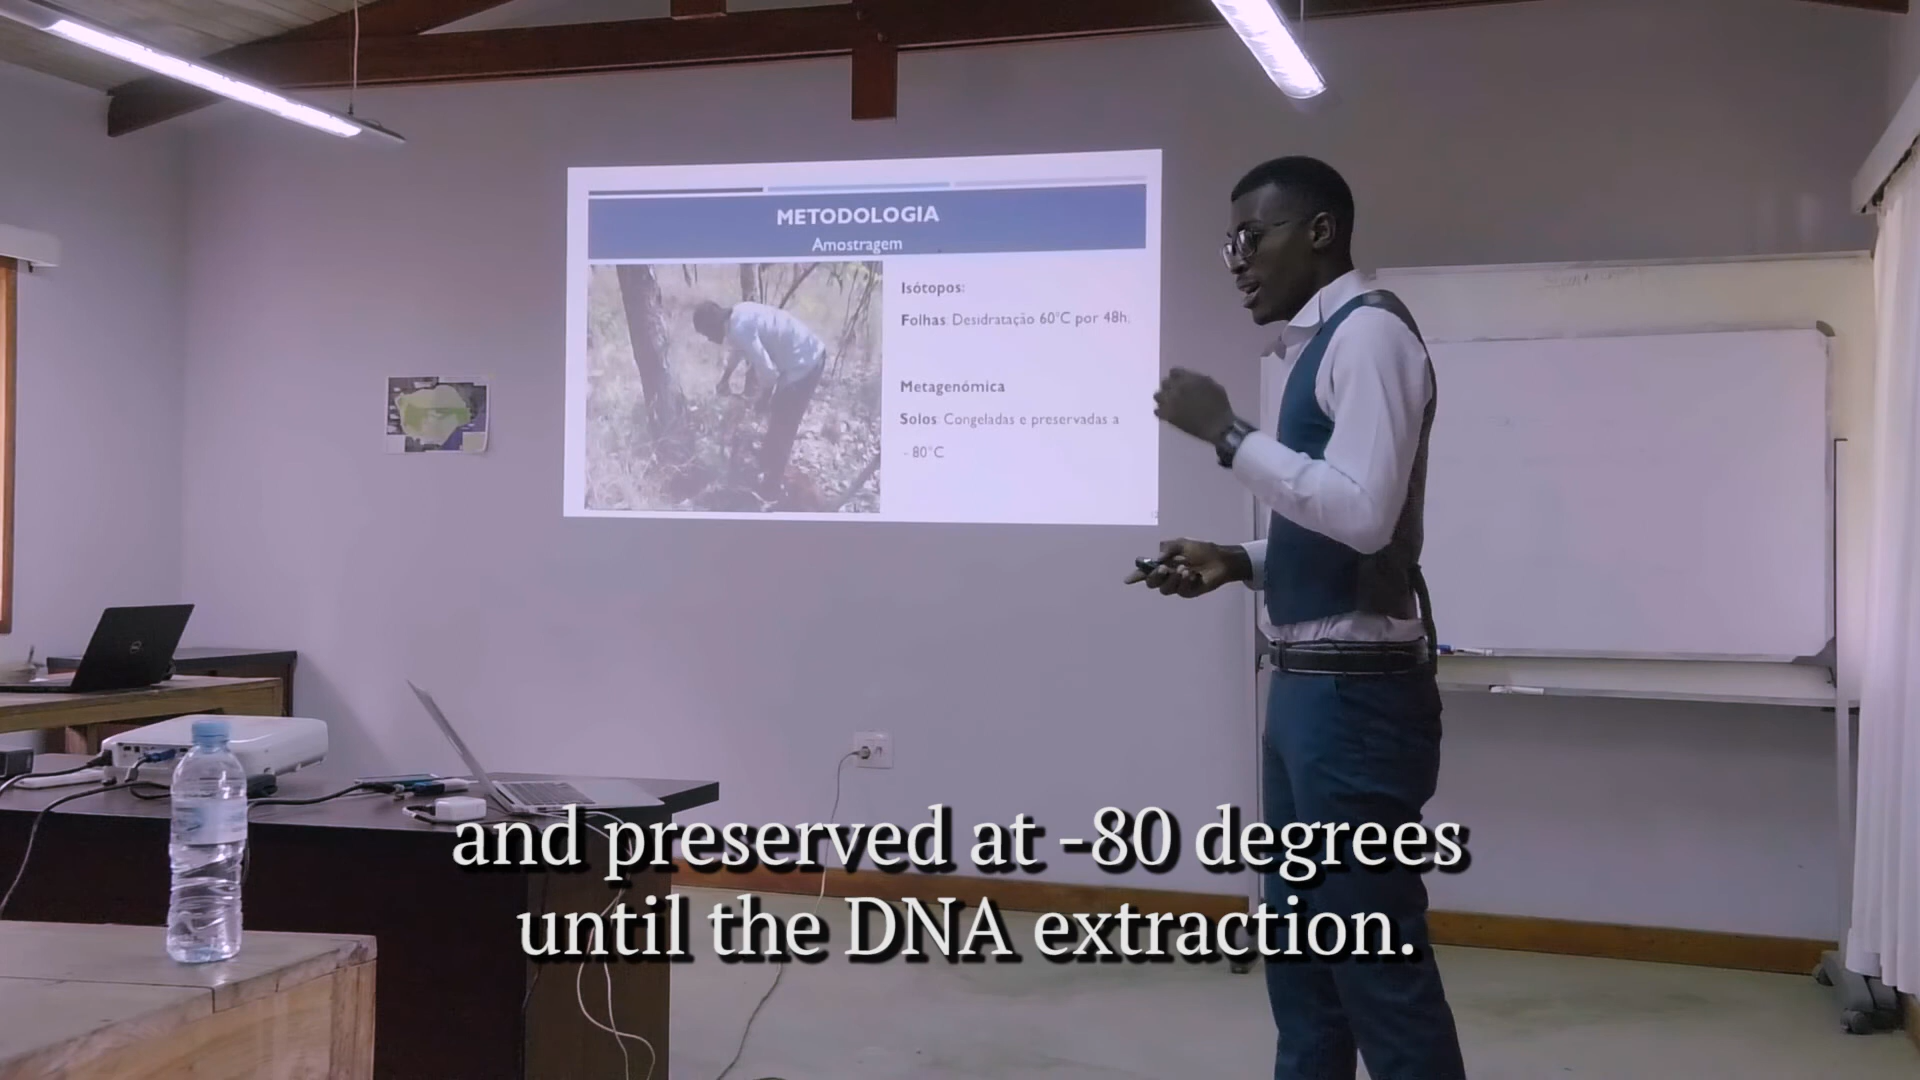 METODOLOGIA
Amostragem
Isótopos:
Folhas: Desidratação 60°C por 48h.
Metagenómica
Solos: Congeladas e preservadas a
- 80°C
and preserved at -80 degrees
until the DNA extraction.